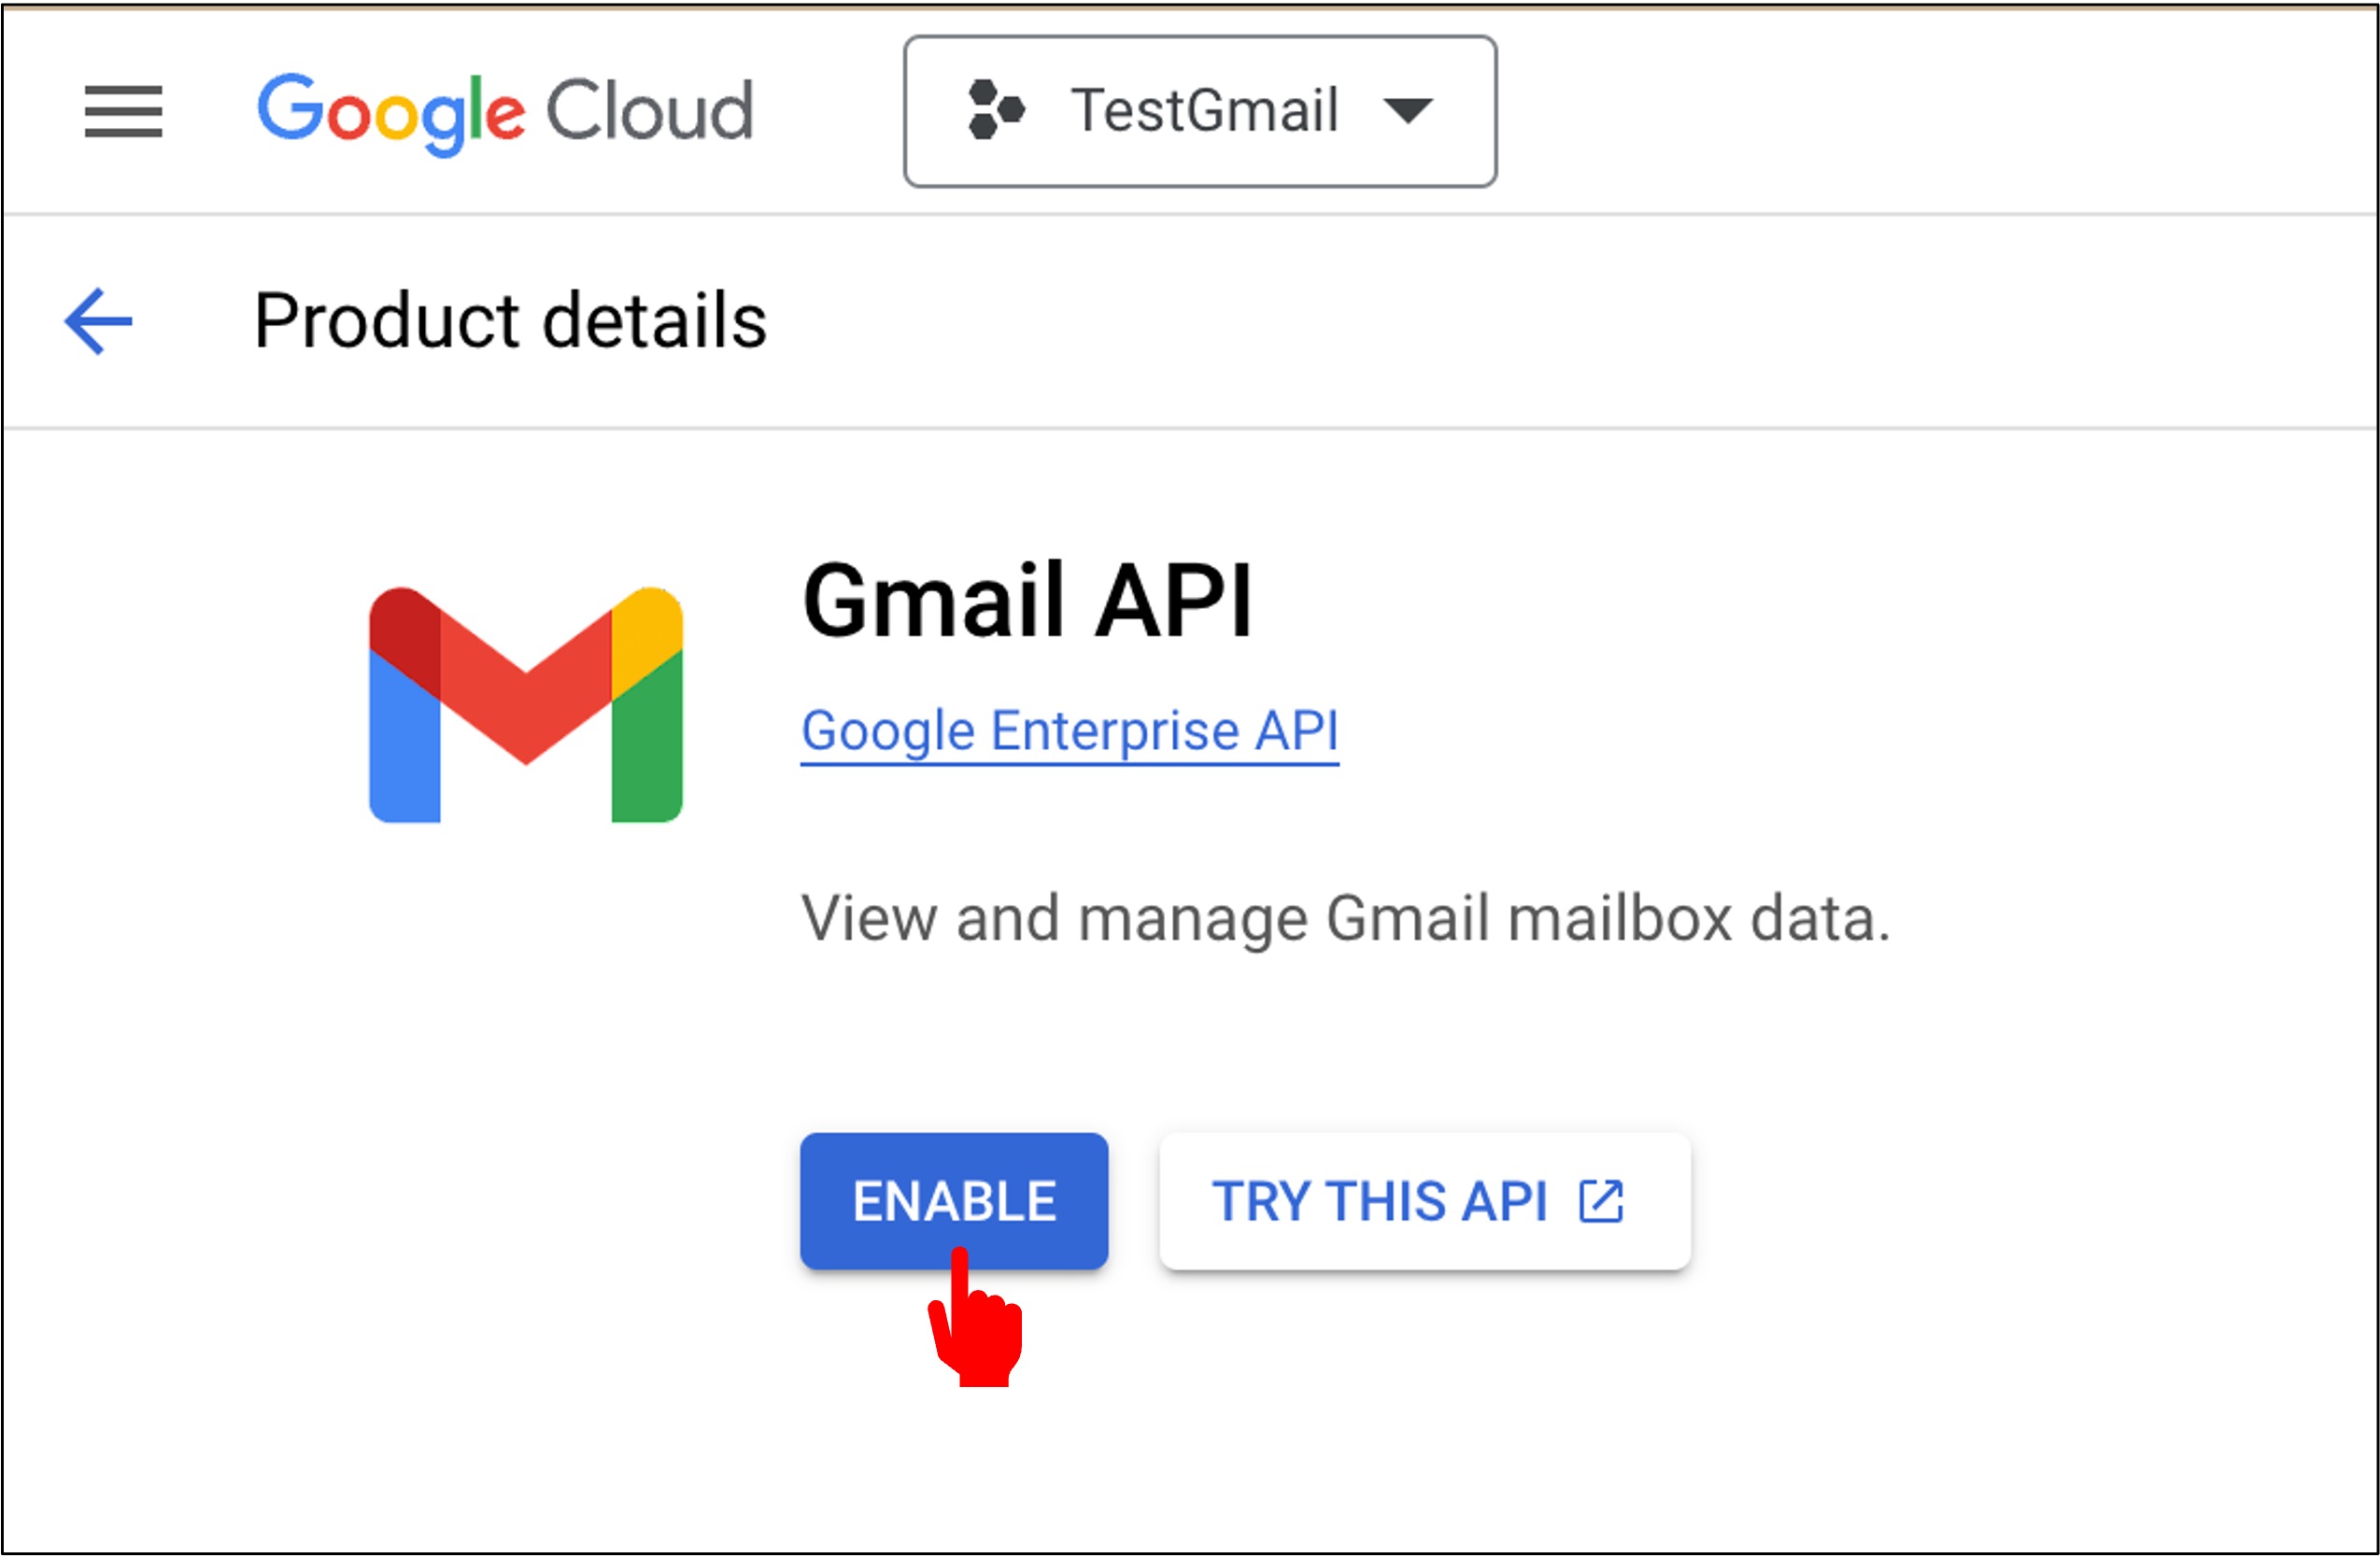 Google Cloud
TestGmail
Product details
Gmail API
Google Enterprise API
View and manage Gmail mailbox data.
ENABLE
TRY THIS API